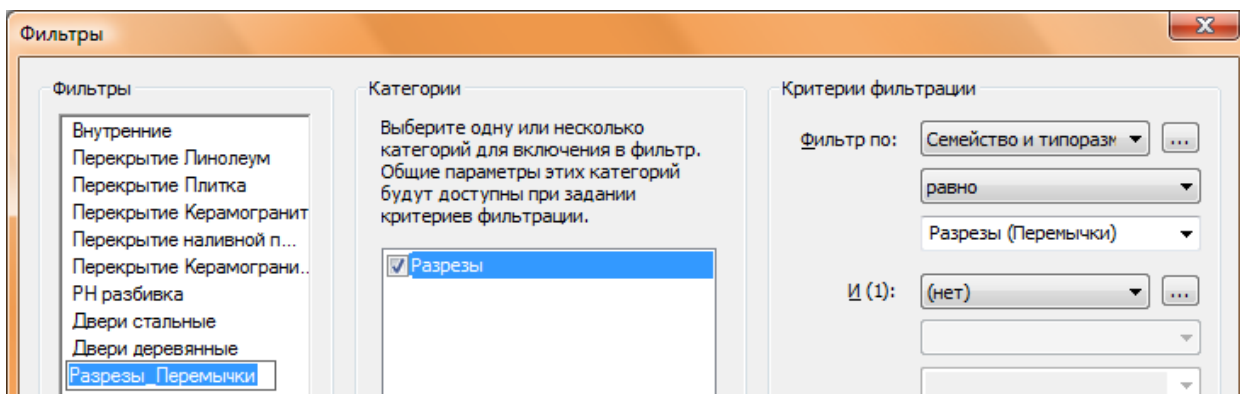 Фильтры
Фильтры
Внутренние
Перекрытие Линолеум
Перекрытие Плитка
Перекрытие Керамогранит
Перекрытие наливной п...
Перекрытие Керамограни..
РН разбивка
Двери стальные
Двери деревянные
Разрезы_Перемычки
Категории
Выберите одну или несколько
категорий для включения в фильтр.
Общие параметры этих категорий
будут доступны при задании
критериев фильтрации.
Разрезы
Критерии фильтрации
Фильтр по:
Семейство и типоразм
...
равно
Разрезы (Перемычки)
И (1):
(нет)
...